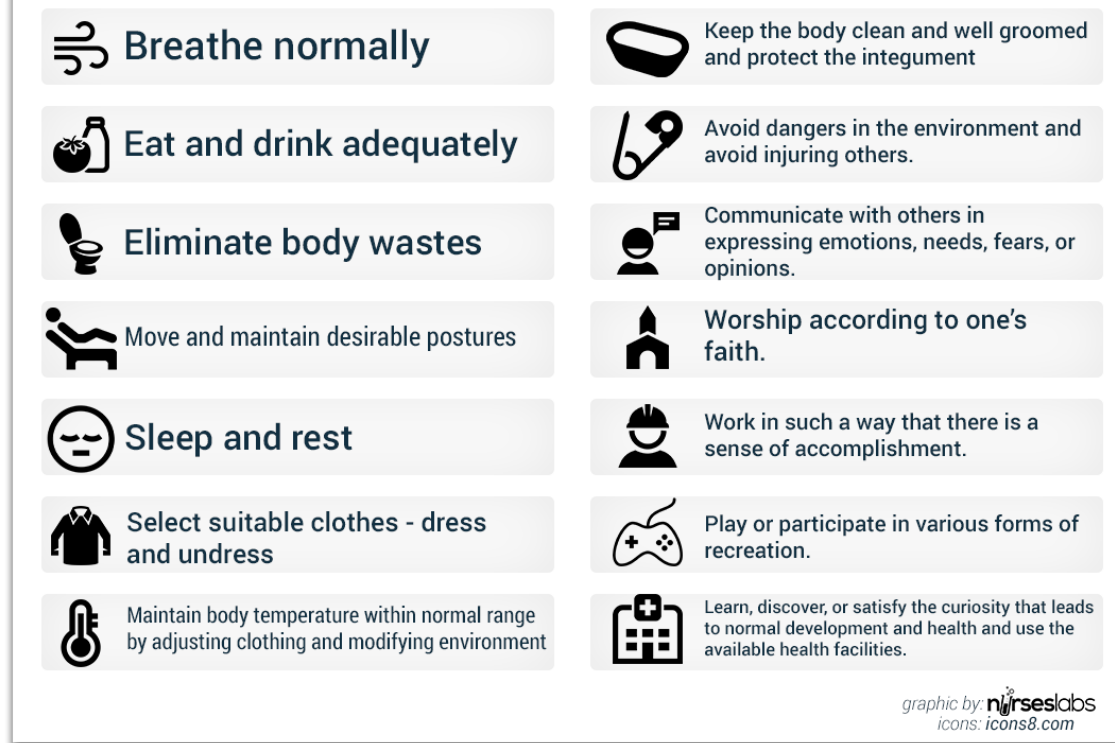 Breathe normally
Eat and drink adequately
Eliminate body wastes
Move and maintain desirable postures
Sleep and rest
Select suitable clothes - dress
and undress
Maintain body temperature within normal range
by adjusting clothing and modifying environment
Keep the body clean and well groomed
and protect the integument
Avoid dangers in the environment and
avoid injuring others.
Communicate with others in
expressing emotions, needs, fears, or
opinions.
Worship according to one’s
faith.
Work in such a way that there is a
sense of accomplishment.
Play or participate in various forms of
recreation.
Learn, discover, or satisfy the curiosity that leads
to normal development and health and use the
available health facilities.
graphic by: nurseslabs
icons: icons8.com